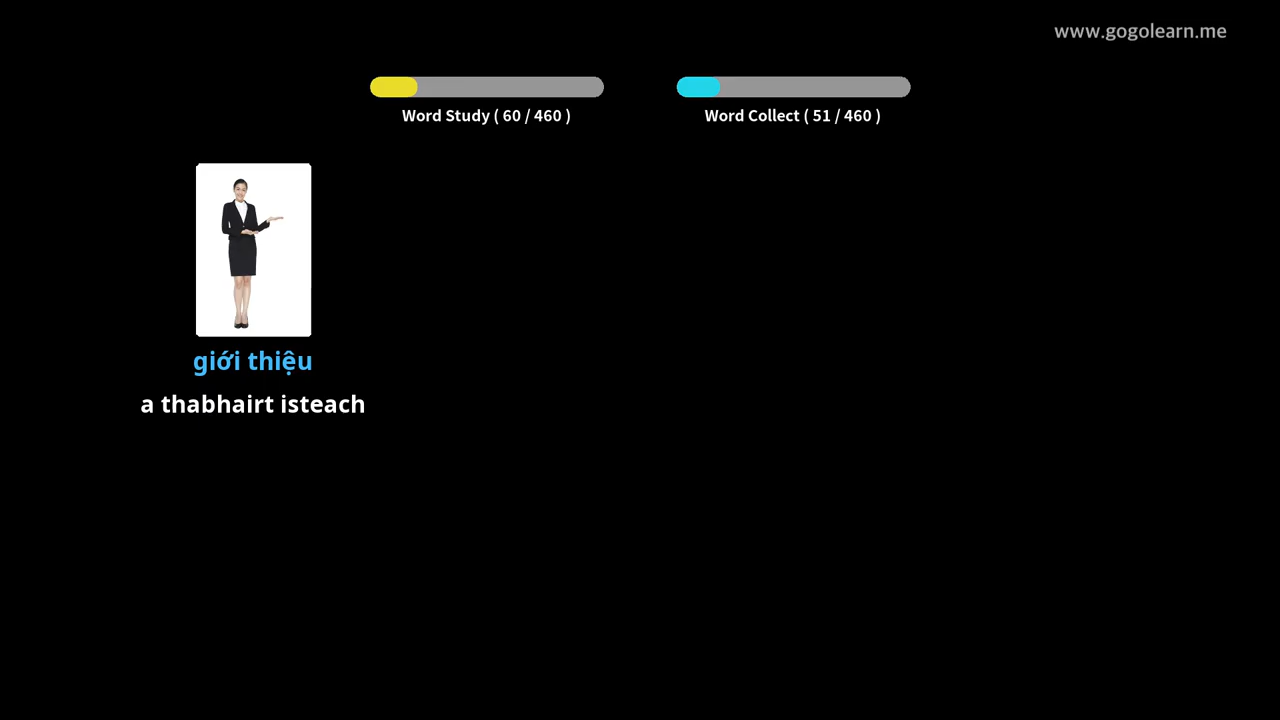 www.gogolearn.me
Word Study ( 60 / 460 )
Word Collect ( 51 / 460 )
giới thiệu
a thabhairt isteach